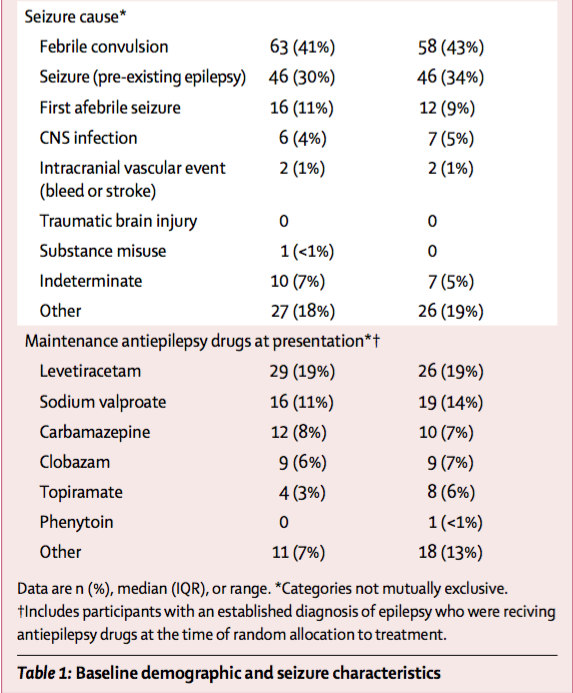 Seizure cause*
Febrile convulsion 63 (41%) 58 (43%)
Seizure (pre-existing epilepsy) 46 (30%) 46 (34%)
First afebrile seizure 16 (11%) 12 (9%)
CNS infection 6 (4%) 7 (5%)
Intracranial vascular event 2 (1%) 2 (1%)
(bleed or stroke)
Traumatic brain injury 0 0
Substance misuse 1 (<1%) 0
Indeterminate 10 (7%) 7 (5%)
Other 27 (18%) 26 (19%)
Maintenance antiepilepsy drugs at presentation*†
Levetiracetam 29 (19%) 26 (19%)
Sodium valproate 16 (11%) 19 (14%)
Carbamazepine 12 (8%) 10 (7%)
Clobazam 9 (6%) 9 (7%)
Topiramate 4 (3%) 8 (6%)
Phenytoin 0 1 (<1%)
Other 11 (7%) 18 (13%)
Data are n (%), median (IQR), or range. *Categories not mutually exclusive.
†Includes participants with an established diagnosis of epilepsy who were reciving
antiepilepsy drugs at the time of random allocation to treatment.
Table 1: Baseline demographic and seizure characteristics